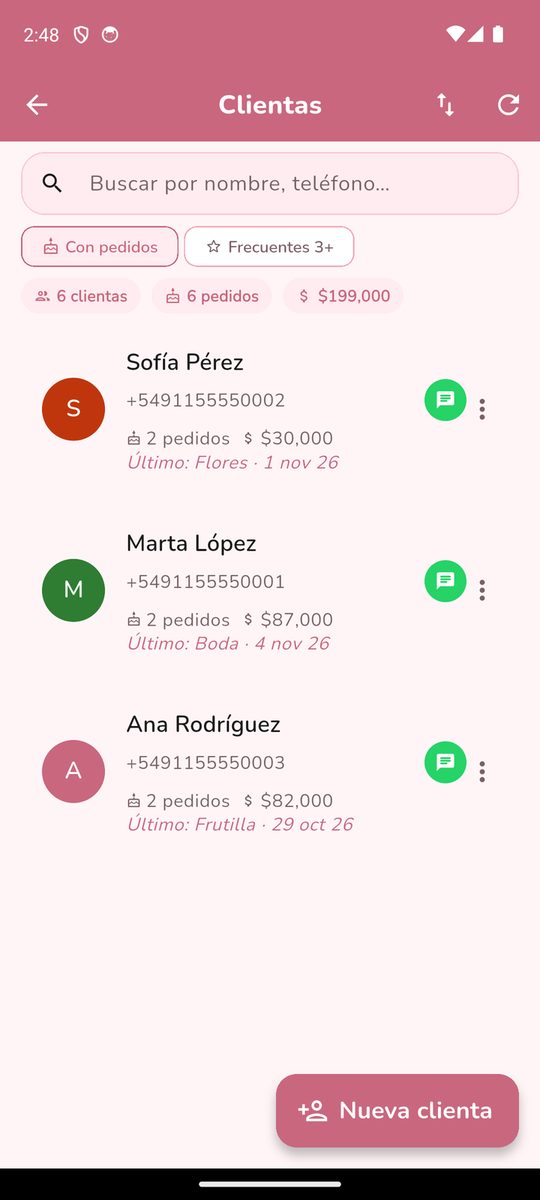 2:48
Clientas
Buscar por nombre, teléfono...
Con pedidos
Frecuentes 3+
6 clientas
6 pedidos
$ $199,000
Sofía Pérez
S
+5491155550002
2 pedidos $ $30,000
Último: Flores · 1 nov 26
Marta López
M
+5491155550001
2 pedidos $ $87,000
Último: Boda · 4 nov 26
Ana Rodríguez
A
+5491155550003
2 pedidos $ $82,000
Último: Frutilla · 29 oct 26
Nueva clienta